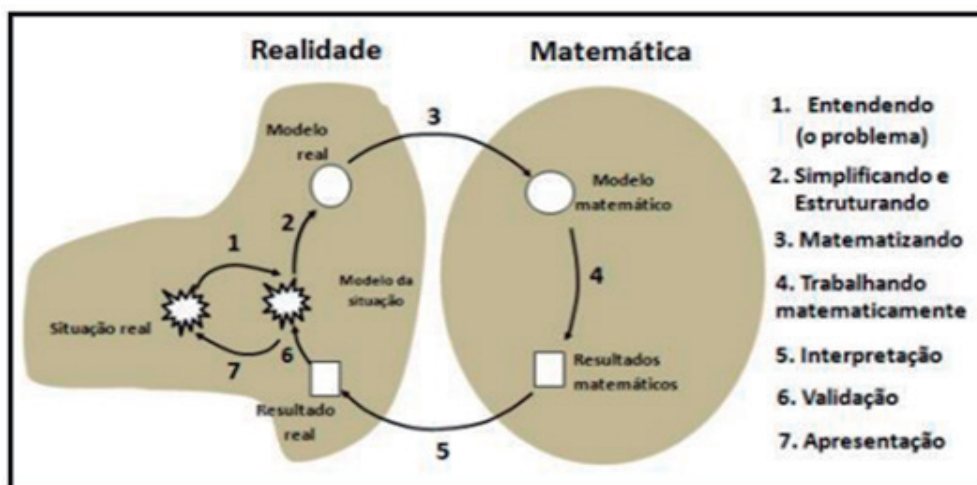 Realidade
Matemática
Modelo
real
3
Modelo
matemático
2
1
Modelo da
situação
4
Situação real
6
7
Resultado
real
Resultados
matemáticos
5
1. Entendendo
(o problema)
2. Simplificando e
Estruturando
3. Matematizando
4. Trabalhando
matematicamente
5. Interpretação
6. Validação
7. Apresentação